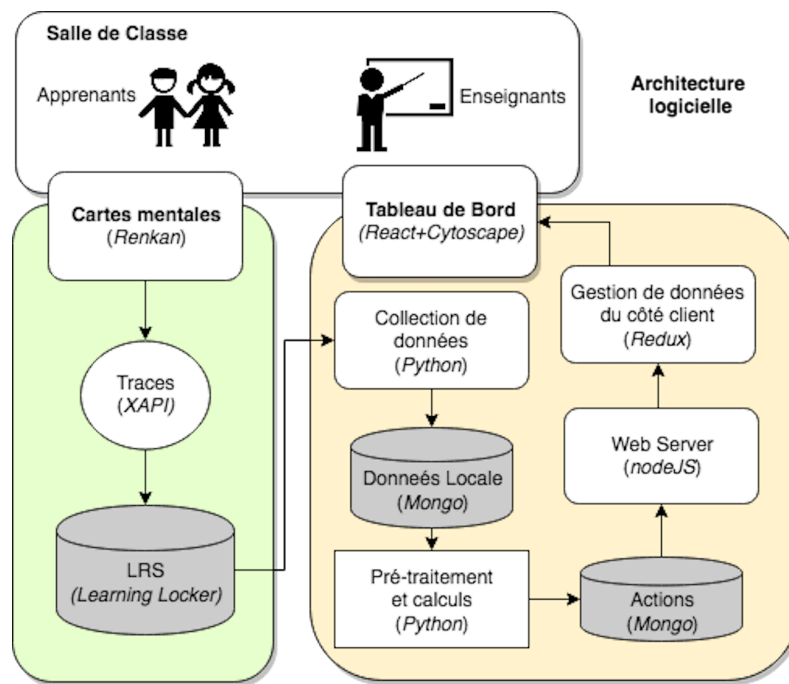 Salle de Classe
Apprenants
Enseignants
Architecture
logicielle
Cartes mentales
(Renkan)
Traces
(XAPI)
LRS
(Learning Locker)
Tableau de Bord
(React+Cytoscape)
Collection de
données
(Python)
Donneés Locale
(Mongo)
Pré-traitement
et calculs
(Python)
Actions
(Mongo)
Web Server
(nodeJS)
Gestion de données
du côté client
(Redux)